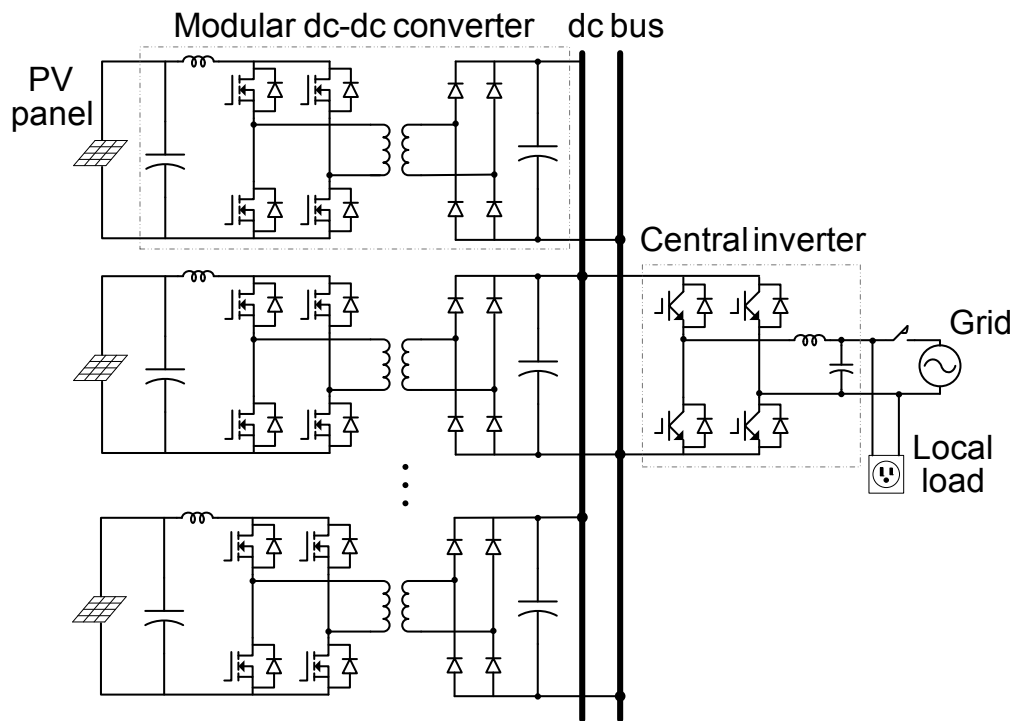 Modular dc-dc converter
dc bus
PV
panel
Central inverter
Grid
Local
load